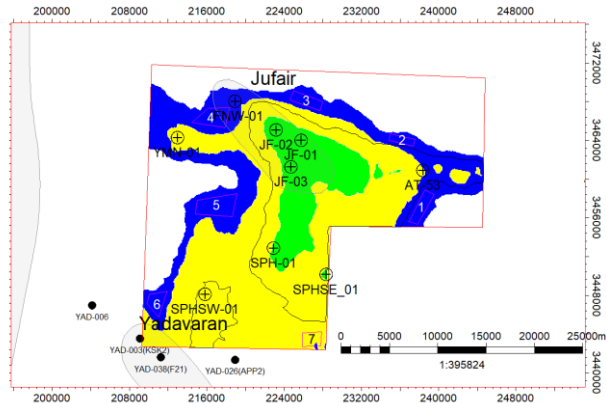 200000 208000 216000 224000 232000 240000 248000
3472000
Jufair
3
4
FNW-01
JF-02
2
3464000
YMN-01
JF-01
JF-03
AT-53
5
1
3456000
SPH-01
SPHSE_01
3448000
6
SPHSW-01
YAD-006
Yadavaran
7
0 5000 10000 15000 20000 25000m
YAD-003(KSK2)
YAD-038(F21)
YAD-026(APP2)
1:395824
3440000
200000 208000 216000 224000 232000 240000 248000